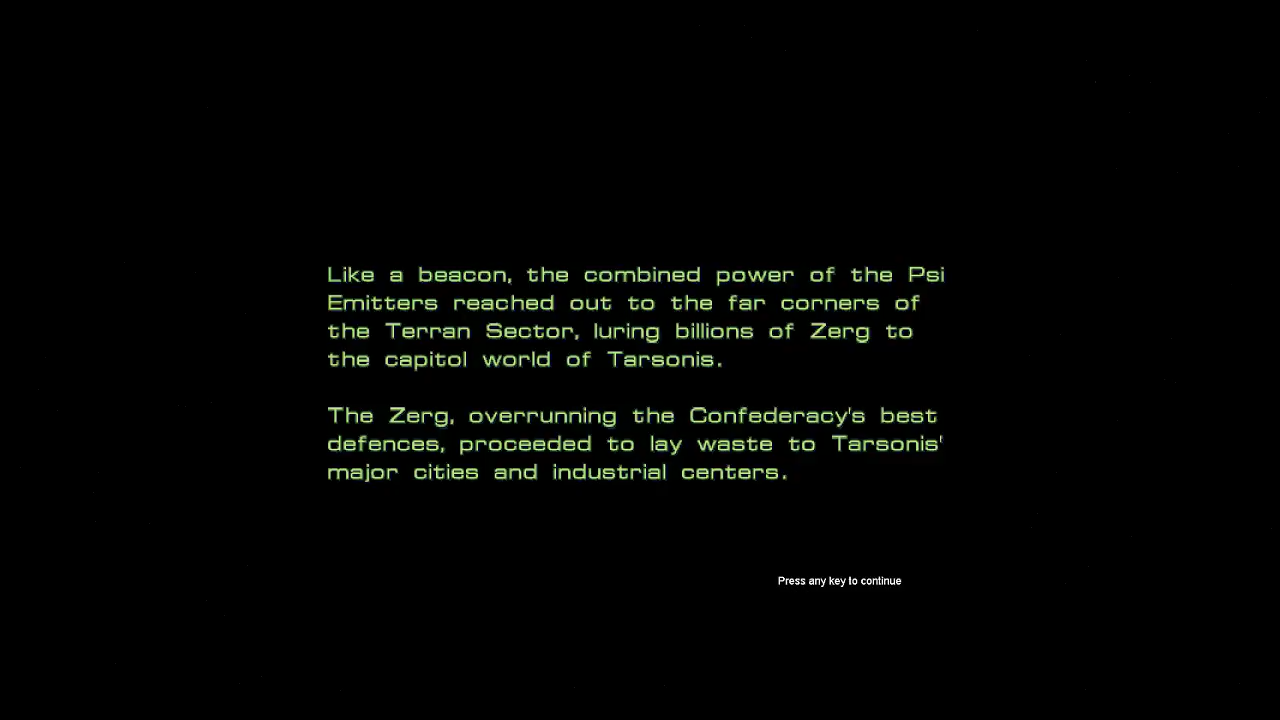 Like a beacon, the combined power of the Psi
Emitters reached out to the far corners of
the Terran Sector, luring billions of Zerg to
the capitol world of Tarsonis.
The Zerg, overrunning the Confederacy's best
defences, proceeded to lay waste to Tarsonis'
major cities and industrial centers.
Press any key to continue